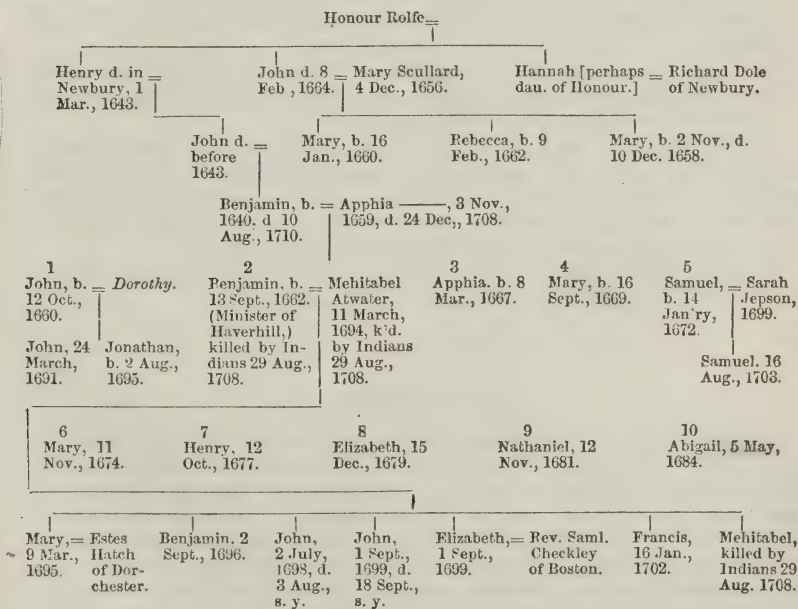 Honour Rolfe=
Henry d. in =
Newbury, 1
Mar., 1643.
John d. 8 = Mary Scullard,
Feb , 1664. 4 Dec., 1656.
Hannah [perhaps = Richard Dole
dau. of Honour.] of Newbury.
John d. =
before
1643.
Mary, b. 16
Jan., 1660.
Rebecca, b. 9
Feb., 1662.
Mary, b. 2 Nov., d.
10 Dec. 1658.
Benjamin, b. = Apphia ———, 3 Nov.,
1640. d 10 1659, d. 24 Dec,, 1708.
Aug., 1710.
1
John, b. = Dorothy.
12 Oct.,
1660.
John, 24 Jonathan,
March, b. 2 Aug.,
1691. 1695.
2
Benjamin, b. = Mehitabel
13 Sept., 1662. Atwater,
(Minister of 11 March,
Haverhill,) 1694, k'd.
killed by In- by Indians
dians 29 Aug., 29 Aug.,
1708. 1708.
3
Apphia. b. 8
Mar., 1667.
4
Mary, b. 16
Sept., 1669.
5
Samuel, = Sarah
b. 14 Jepson,
Jan'ry, 1699.
1672.
Samuel. 16
Aug., 1703.
6
Mary, 11
Nov., 1674.
7
Henry, 12
Oct., 1677.
8
Elizabeth, 15
Dec., 1679.
9
Nathaniel, 12
Nov., 1681.
10
Abigail, 5 May,
1684.
Mary,= Estes
9 Mar., Hatch
1695. of Dor-
chester.
Benjamin, 2
Sept., 1696.
John,
2 July,
1698, d.
3 Aug.,
s. y.
John,
1 Sept.,
1699, d.
18 Sept.,
s. y.
Elizabeth,= Rev. Saml.
1 Sept., Checkley
1699. of Boston.
Francis,
16 Jan.,
1702.
Mehitabel,
killed by
Indians 29
Aug. 1708.